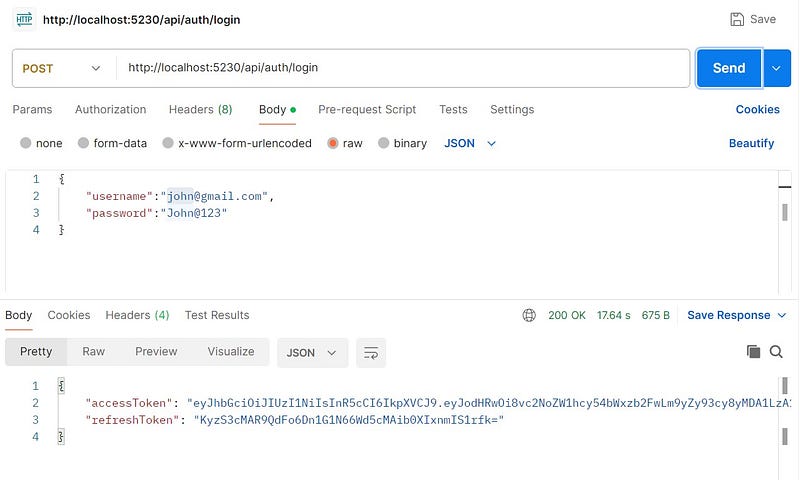 HTTP http://localhost:5230/api/auth/login Save
POST http://localhost:5230/api/auth/login Send
Params Authorization Headers (8) Body Pre-request Script Tests Settings Cookies
none form-data x-www-form-urlencoded raw binary JSON Beautify
1 {
2 "username":"john@gmail.com",
3 "password":"John@123"
4 }
Body Cookies Headers (4) Test Results 200 OK 17.64 s 675 B Save Response
Pretty Raw Preview Visualize JSON
1 {
2 "accessToken": "eyJhbGciOiJIUzI1NiIsInR5cCI6IkpXVCJ9.eyJodHRwOi8vc2NoZW1hcy54bWxzb2FwLm9yZy93cy8yMDA1LzA1
3 "refreshToken": "KyzS3cMAR9QdFo6Dn1G1N66Wd5cMAib0XIxnmIS1rfk="
4 }